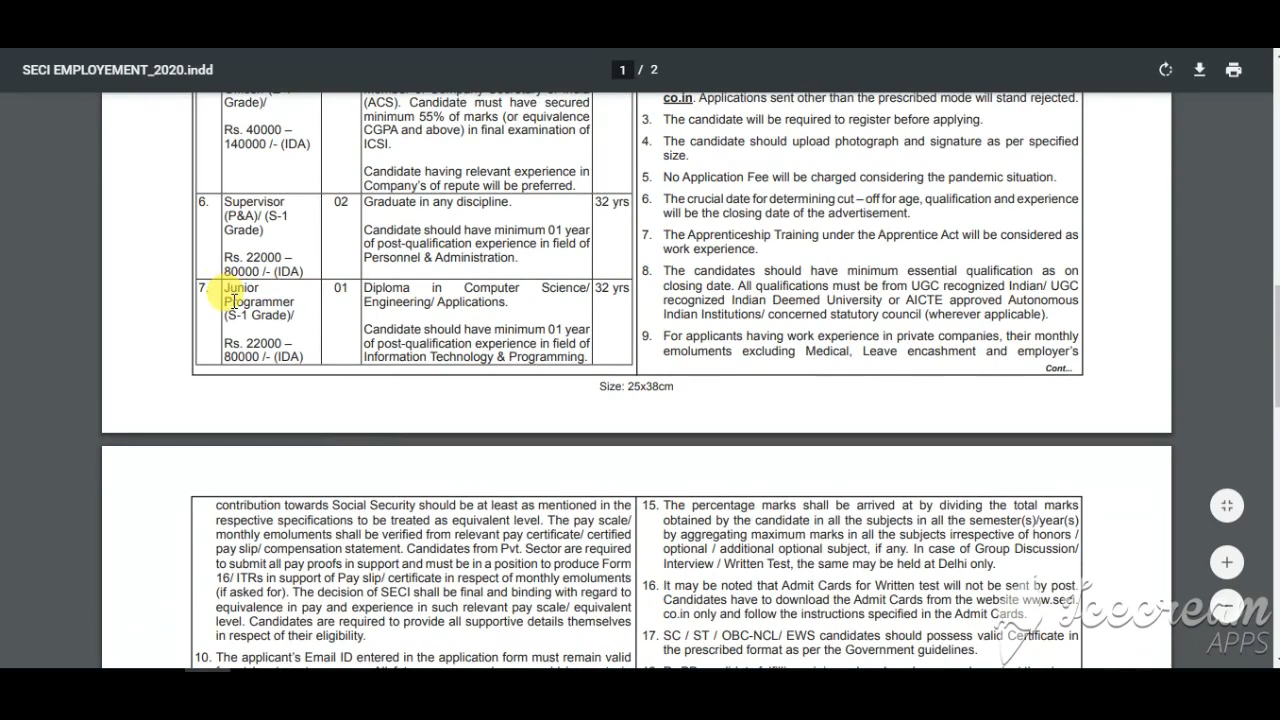 SECI EMPLOYEMENT_2020.indd
1 / 2
Grade)/
Rs. 40000 –
140000 /- (IDA)
(ACS). Candidate must have secured
minimum 55% of marks (or equivalence
CGPA and above) in final examination of
ICSI.
Candidate having relevant experience in
Company's of repute will be preferred.
6.
Supervisor
(P&A)/ (S-1
Grade)
Rs. 22000 –
80000 /- (IDA)
02
Graduate in any discipline.
Candidate should have minimum 01 year
of post-qualification experience in field of
Personnel & Administration.
32 yrs
7.
Junior
Programmer
(S-1 Grade)/
Rs. 22000 –
80000 /- (IDA)
01
Diploma in Computer Science/
Engineering/ Applications.
Candidate should have minimum 01 year
of post-qualification experience in field of
Information Technology & Programming.
32 yrs
co.in. Applications sent other than the prescribed mode will stand rejected.
3. The candidate will be required to register before applying.
4. The candidate should upload photograph and signature as per specified
size.
5. No Application Fee will be charged considering the pandemic situation.
6. The crucial date for determining cut – off for age, qualification and experience
will be the closing date of the advertisement.
7. The Apprenticeship Training under the Apprentice Act will be considered as
work experience.
8. The candidates should have minimum essential qualification as on
closing date. All qualifications must be from UGC recognized Indian/ UGC
recognized Indian Deemed University or AICTE approved Autonomous
Indian Institutions/ concerned statutory council (wherever applicable).
9. For applicants having work experience in private companies, their monthly
emoluments excluding Medical, Leave encashment and employer's
Cont...
Size: 25x38cm
contribution towards Social Security should be at least as mentioned in the
respective specifications to be treated as equivalent level. The pay scale/
monthly emoluments shall be verified from relevant pay certificate/ certified
pay slip/ compensation statement. Candidates from Pvt. Sector are required
to submit all pay proofs in support and must be in a position to produce Form
16/ ITRs in support of Pay slip/ certificate in respect of monthly emoluments
(if asked for). The decision of SECI shall be final and binding with regard to
equivalence in pay and experience in such relevant pay scale/ equivalent
level. Candidates are required to provide all supportive details themselves
in respect of their eligibility.
10. The applicant's Email ID entered in the application form must remain valid
15. The percentage marks shall be arrived at by dividing the total marks
obtained by the candidate in all the subjects in all the semester(s)/year(s)
by aggregating maximum marks in all the subjects irrespective of honors /
optional / additional optional subject, if any. In case of Group Discussion/
Interview / Written Test, the same may be held at Delhi only.
16. It may be noted that Admit Cards for Written test will not be sent by post.
Candidates have to download the Admit Cards from the website www.seci.
co.in only and follow the instructions specified in the Admit Cards.
17. SC / ST / OBC-NCL/ EWS candidates should possess valid Certificate in
the prescribed format as per the Government guidelines.
Icecream
APPS